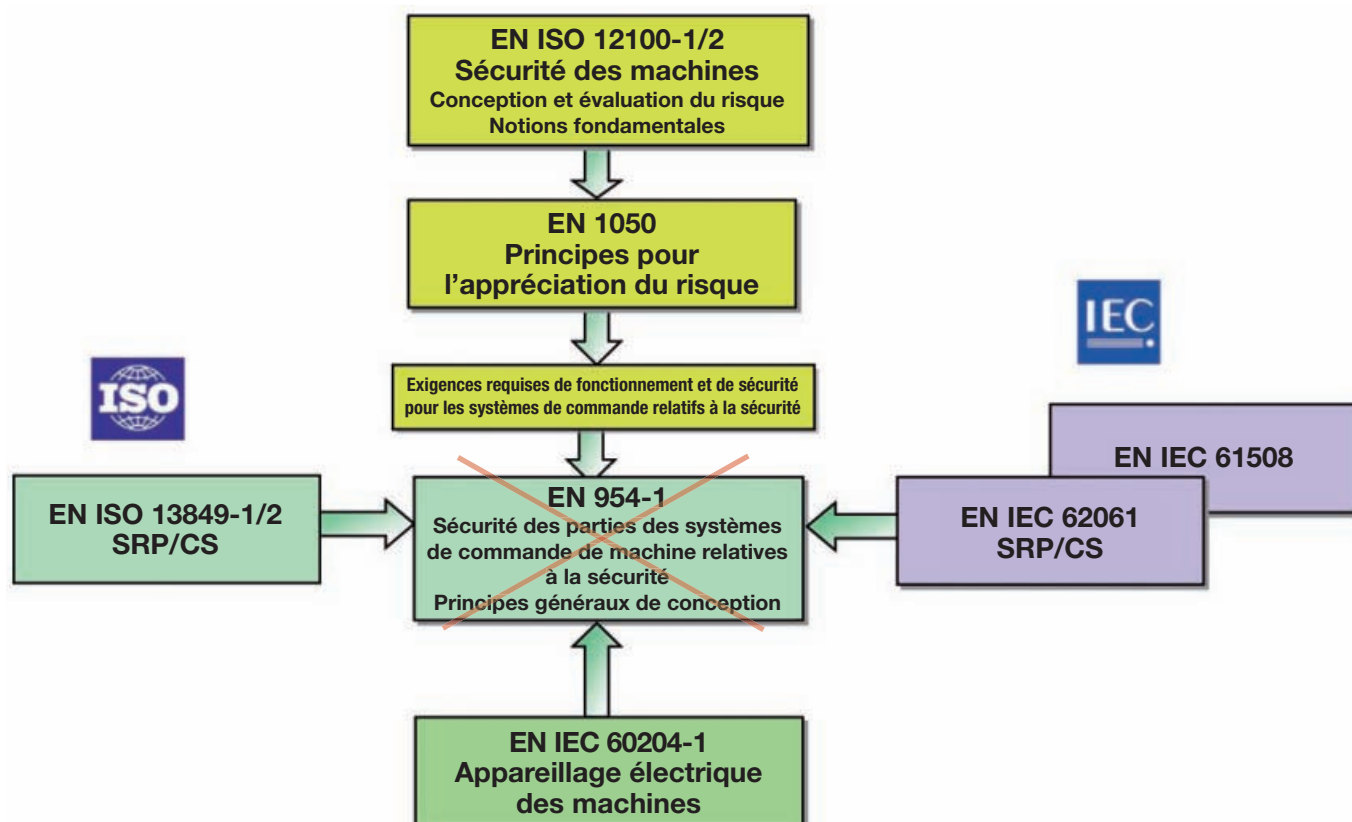 EN ISO 12100-1/2
Sécurité des machines
Conception et évaluation du risque
Notions fondamentales
EN 1050
Principes pour
l'appréciation du risque
IEC
ISO
Exigences requises de fonctionnement et de sécurité
pour les systèmes de commande relatifs à la sécurité
EN IEC 61508
EN ISO 13849-1/2
SRP/CS
EN 954-1
Sécurité des parties des systèmes
de commande de machine relatives
à la sécurité
Principes généraux de conception
EN IEC 62061
SRP/CS
EN IEC 60204-1
Appareillage électrique
des machines